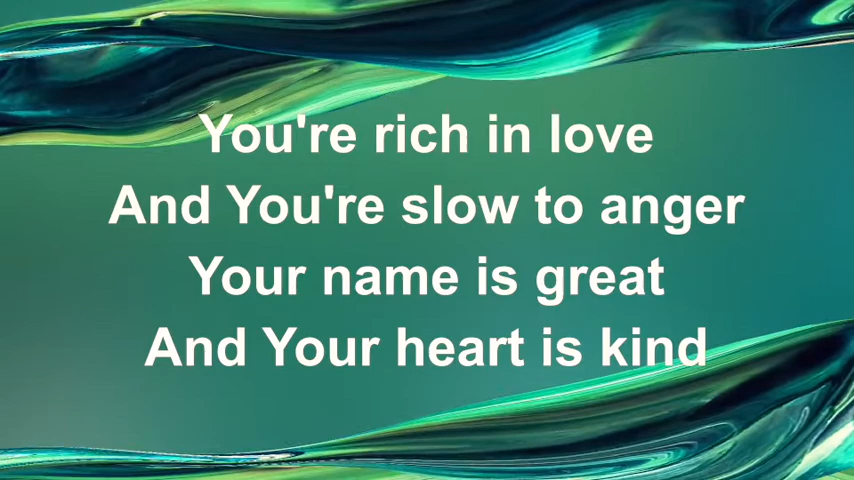 You're rich in love
And You're slow to anger
Your name is great
And Your heart is kind